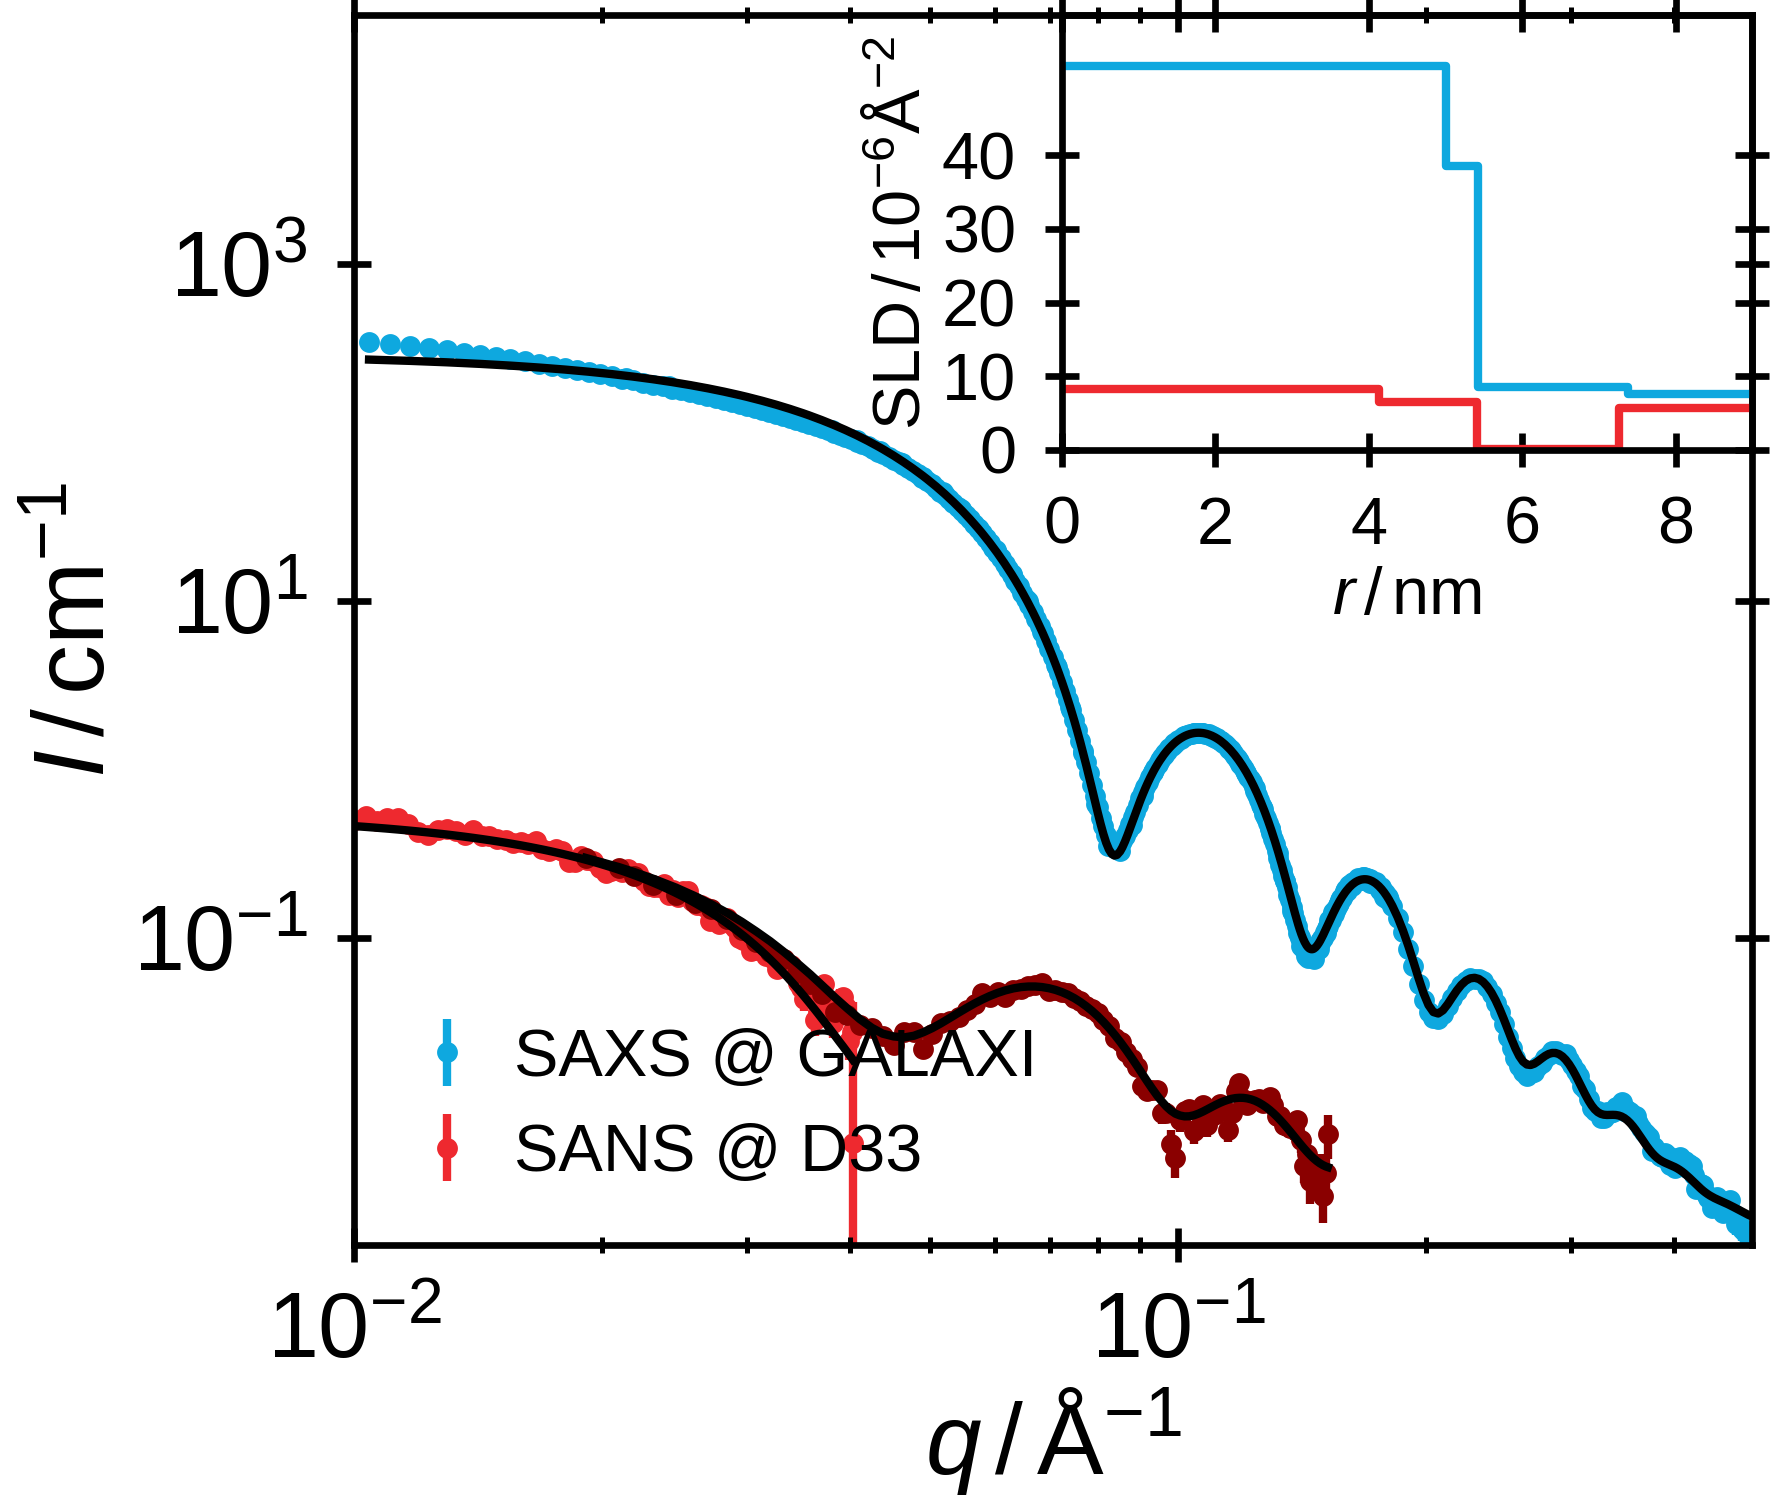 SLD / 10⁻⁶ Å⁻²
40
30
20
10
0
0 2 4 6 8
r / nm
10³
10¹
10⁻¹
I / cm⁻¹
SAXS @ GALAXI
SANS @ D33
10⁻² 10⁻¹
q / Å⁻¹